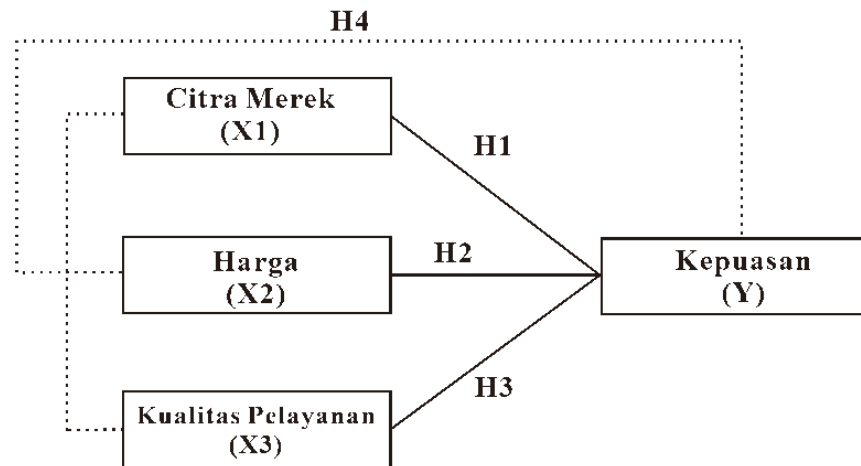 H4
Citra Merek
(X1)
H1
Harga
(X2)
H2
Kepuasan
(Y)
H3
Kualitas Pelayanan
(X3)